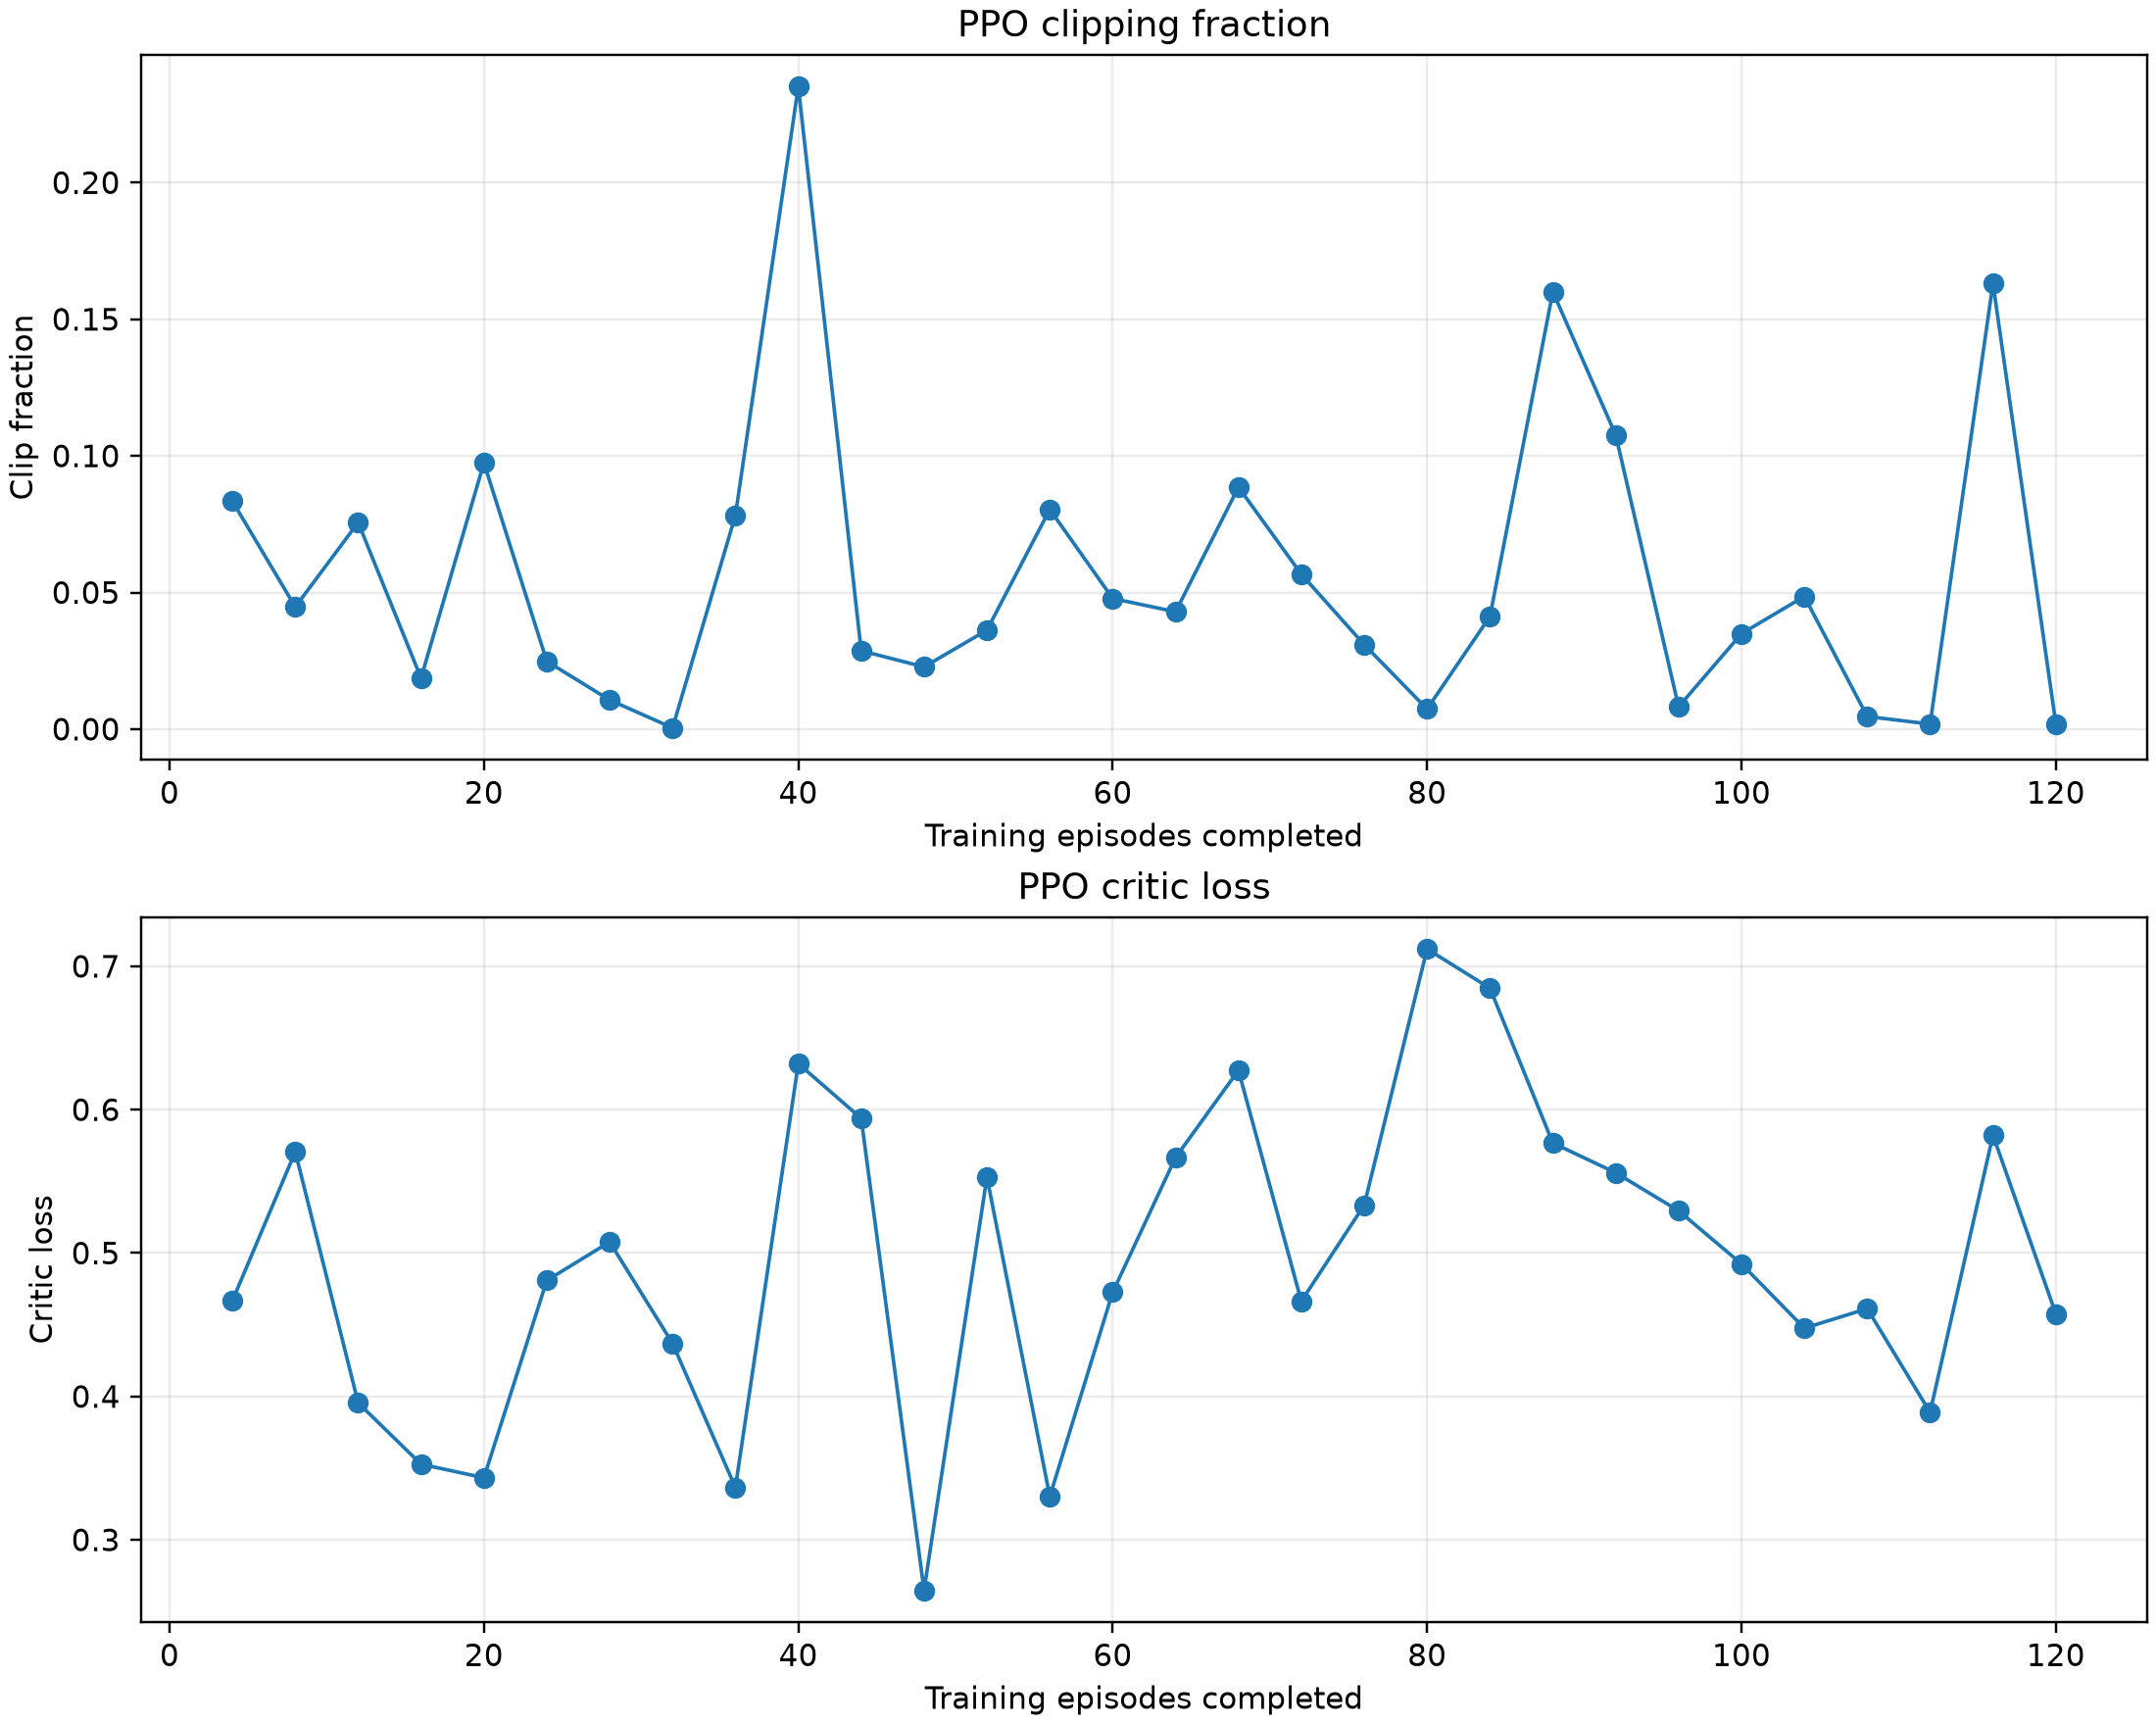 PPO clipping fraction
Clip fraction
0.20
0.15
0.10
0.05
0.00
0 20 40 60 80 100 120
Training episodes completed
PPO critic loss
Critic loss
0.7
0.6
0.5
0.4
0.3
0 20 40 60 80 100 120
Training episodes completed